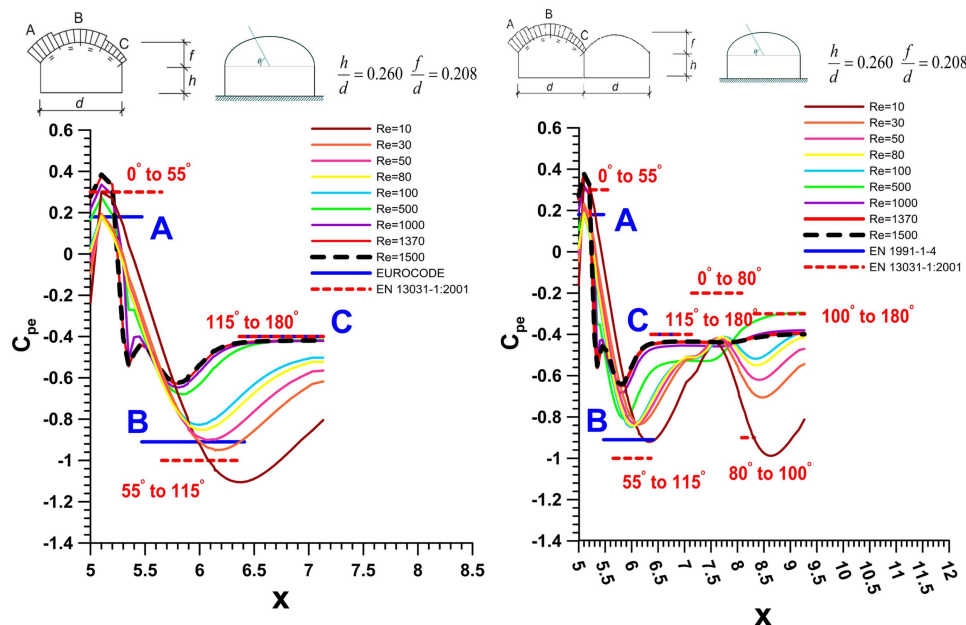 A
B
C
f
h
d
θ
h/d = 0.260 f/d = 0.208
Re=10
Re=30
Re=50
Re=80
Re=100
Re=500
Re=1000
Re=1370
Re=1500
EUROCODE
EN 13031-1:2001
0° to 55°
A
115° to 180°
C
B
55° to 115°
0.6
0.4
0.2
0
-0.2
-0.4
-0.6
-0.8
-1
-1.2
-1.4
Cpe
5 5.5 6 6.5 7 7.5 8 8.5
X
A
B
C
f
h
d d
θ
h/d = 0.260 f/d = 0.208
Re=10
Re=30
Re=50
Re=80
Re=100
Re=500
Re=1000
Re=1370
Re=1500
EN 1991-1-4
EN 13031-1:2001
0° to 55°
A
0° to 80°
C
115° to 180°
100° to 180°
B
55° to 115°
80° to 100°
0.6
0.4
0.2
0
-0.2
-0.4
-0.6
-0.8
-1
-1.2
-1.4
Cpe
5 5.5 6 6.5 7 7.5 8 8.5 9 9.5 10 10.5 11 11.5 12
X